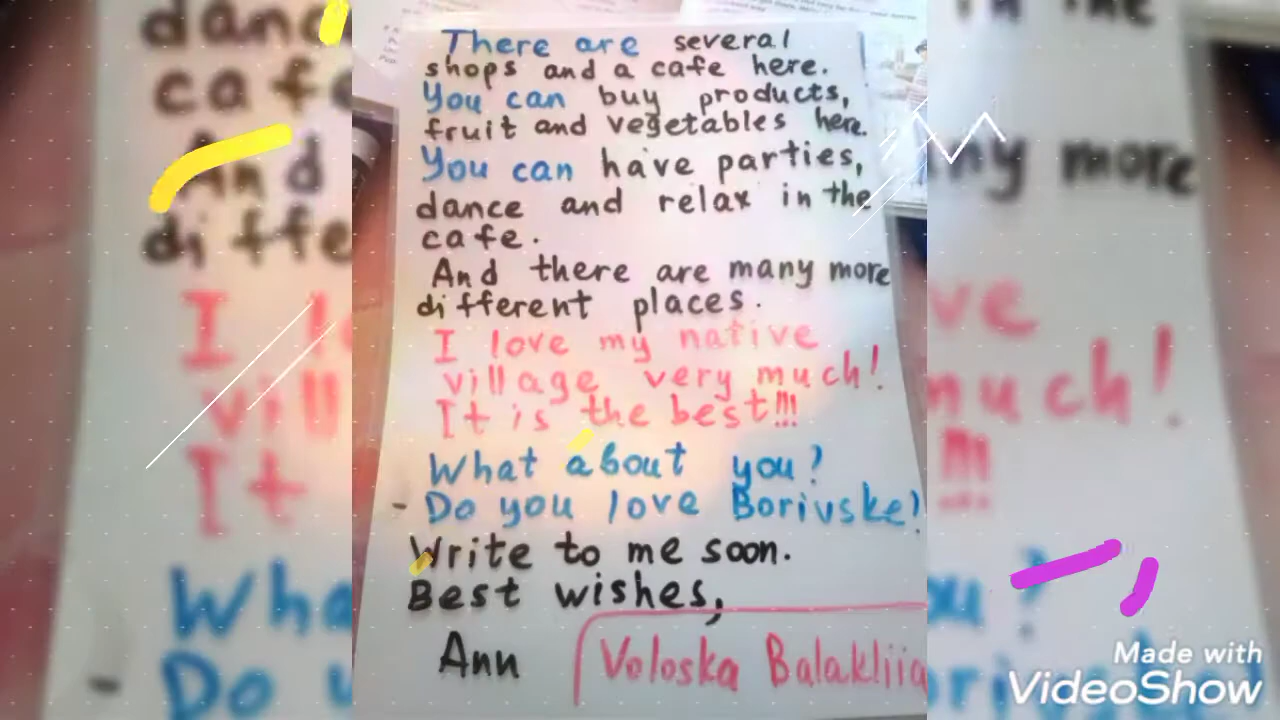 There are several
shops and a cafe here.
You can buy products,
fruit and vegetables here.
You can have parties,
dance and relax in the
cafe.
And there are many more
different places.
I love my native
village very much!
It is the best!!!
What about you?
- Do you love Borivske?
Write to me soon.
Best wishes,
Ann
Voloska Balakliia
Made with
VideoShow